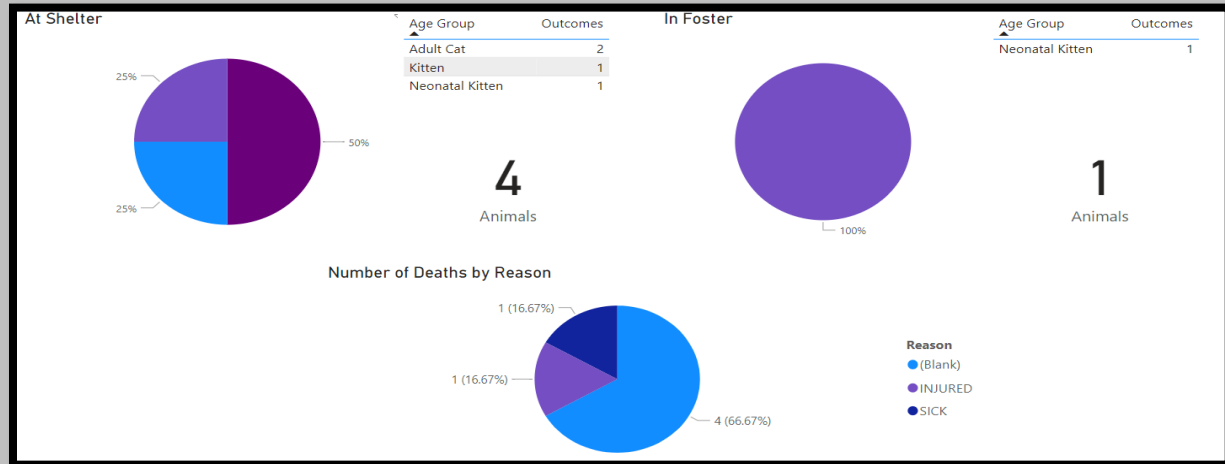 At Shelter
Age Group Outcomes
Adult Cat 2
Kitten 1
Neonatal Kitten 1
25%
50%
25%
4
Animals
In Foster
Age Group Outcomes
Neonatal Kitten 1
100%
1
Animals
Number of Deaths by Reason
1 (16.67%)
1 (16.67%)
4 (66.67%)
Reason
(Blank)
INJURED
SICK